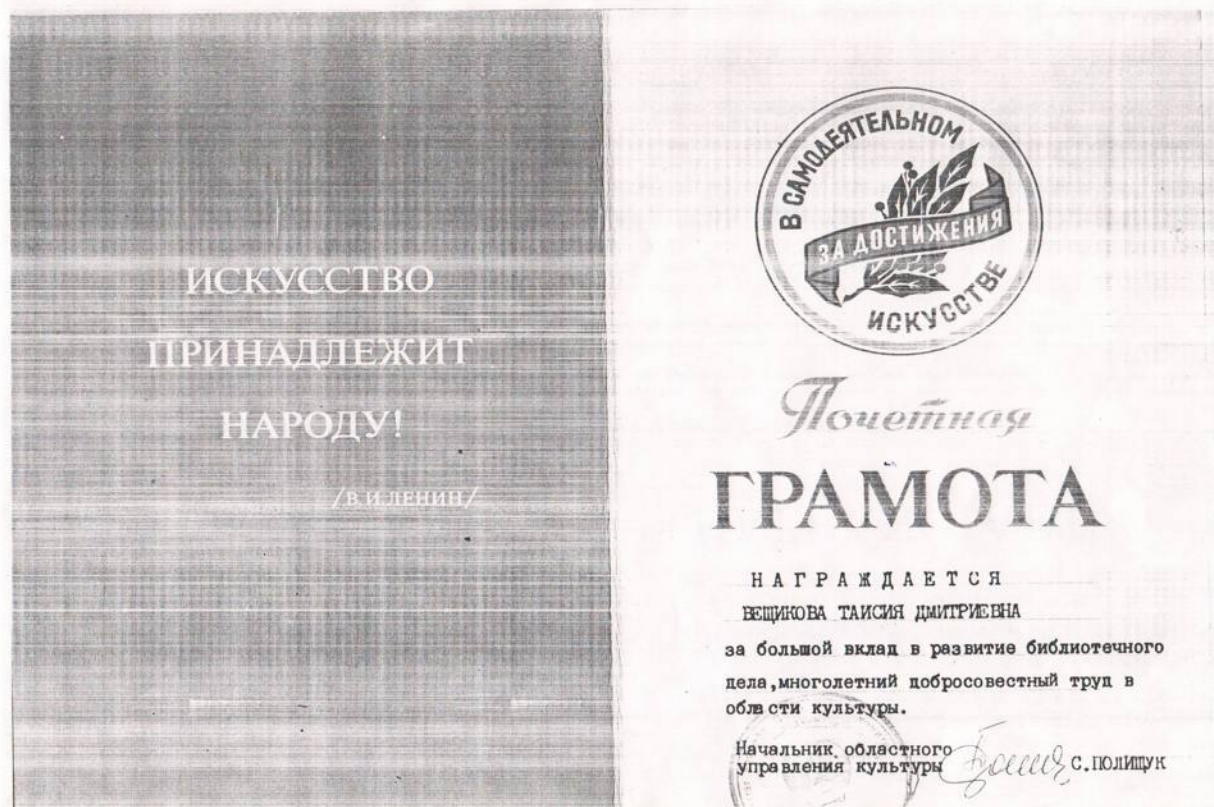 ИСКУССТВО
ПРИНАДЛЕЖИТ
НАРОДУ!
/В.И.ЛЕНИН/
В САМОДЕЯТЕЛЬНОМ
ЗА ДОСТИЖЕНИЯ
ИСКУССТВЕ
Почетная
ГРАМОТА
НАГРАЖДАЕТСЯ
ВЕЩИКОВА ТАИСИЯ ДМИТРИЕВНА
за большой вклад в развитие библиотечного
дела,многолетний добросовестный труд в
области культуры.
Начальник областного
управления культуры С.ПОЛИЩУК